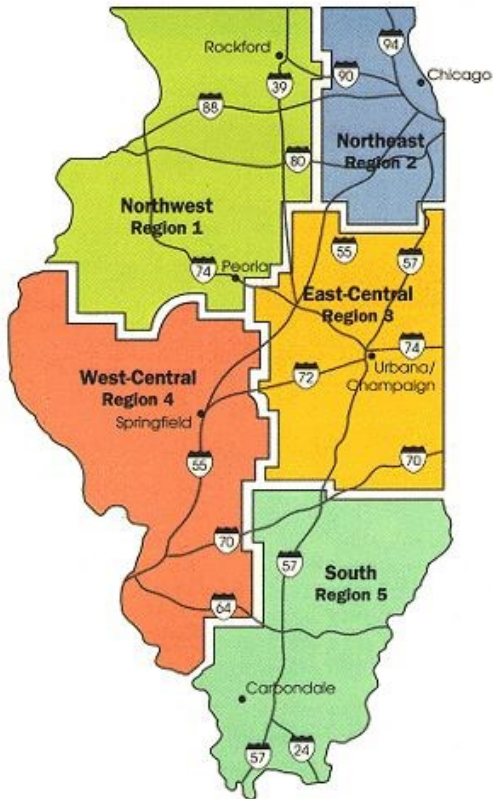 Rockford
94
39
90
Chicago
88
Northeast
Region 2
80
Northwest
Region 1
55
57
74
Peoria
East-Central
Region 3
74
West-Central
Region 4
72
Urbana/
Champaign
Springfield
55
70
70
57
South
Region 5
64
Carbondale
57
24